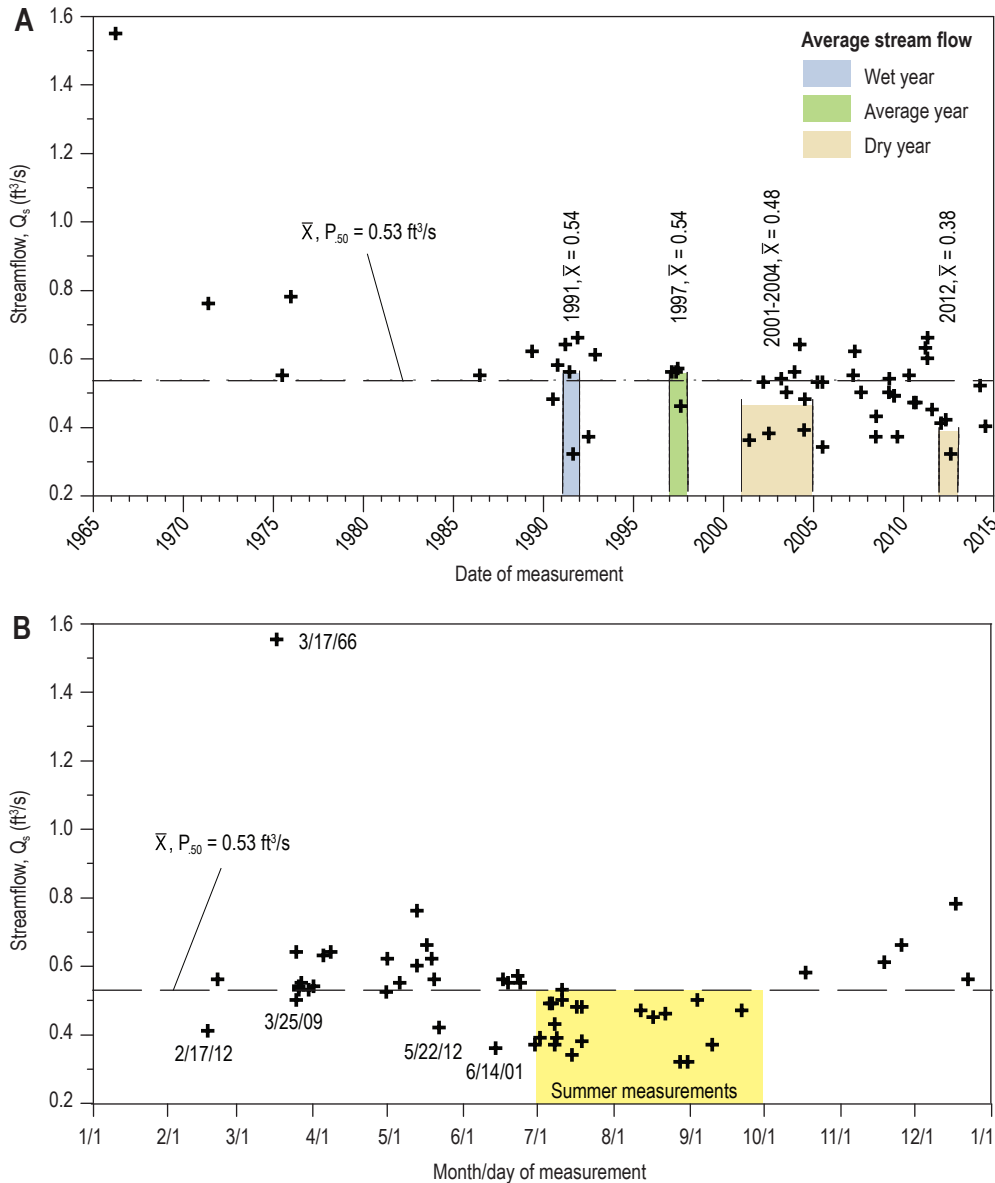 A
1.6
1.4
1.2
1.0
0.8
0.6
0.4
0.2
Streamflow, Qs (ft³/s)
Average stream flow
Wet year
Average year
Dry year
X̅, P.50 = 0.53 ft³/s
1991, X̅ = 0.54
1997, X̅ = 0.54
2001-2004, X̅ = 0.48
2012, X̅ = 0.38
1965 1970 1975 1980 1985 1990 1995 2000 2005 2010 2015
Date of measurement
B
1.6
1.4
1.2
1.0
0.8
0.6
0.4
0.2
Streamflow, Qs (ft³/s)
3/17/66
X̅, P.50 = 0.53 ft³/s
3/25/09
2/17/12
5/22/12
6/14/01
Summer measurements
1/1 2/1 3/1 4/1 5/1 6/1 7/1 8/1 9/1 10/1 11/1 12/1 1/1
Month/day of measurement